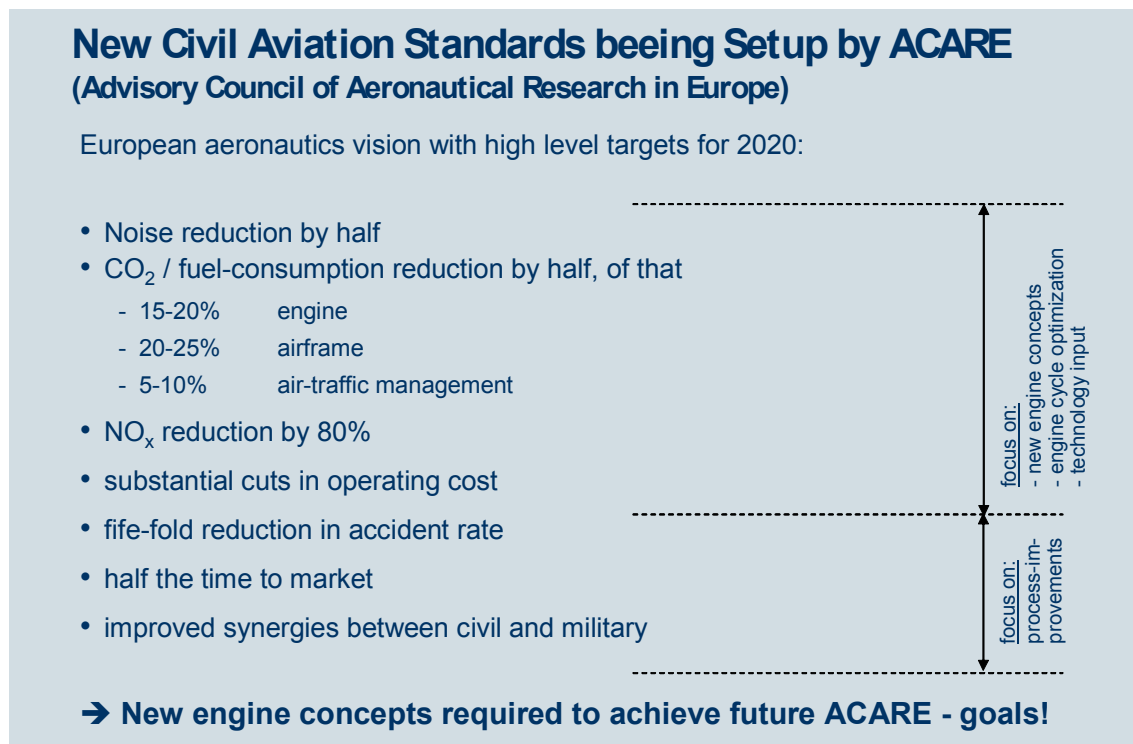 New Civil Aviation Standards beeing Setup by ACARE
(Advisory Council of Aeronautical Research in Europe)
European aeronautics vision with high level targets for 2020:
• Noise reduction by half
• CO₂ / fuel-consumption reduction by half, of that
- 15-20% engine
- 20-25% airframe
- 5-10% air-traffic management
• NOₓ reduction by 80%
• substantial cuts in operating cost
• fife-fold reduction in accident rate
• half the time to market
• improved synergies between civil and military
focus on:
- new engine concepts
- engine cycle optimization
- technology input
focus on:
process-im-
provements
➔ New engine concepts required to achieve future ACARE - goals!